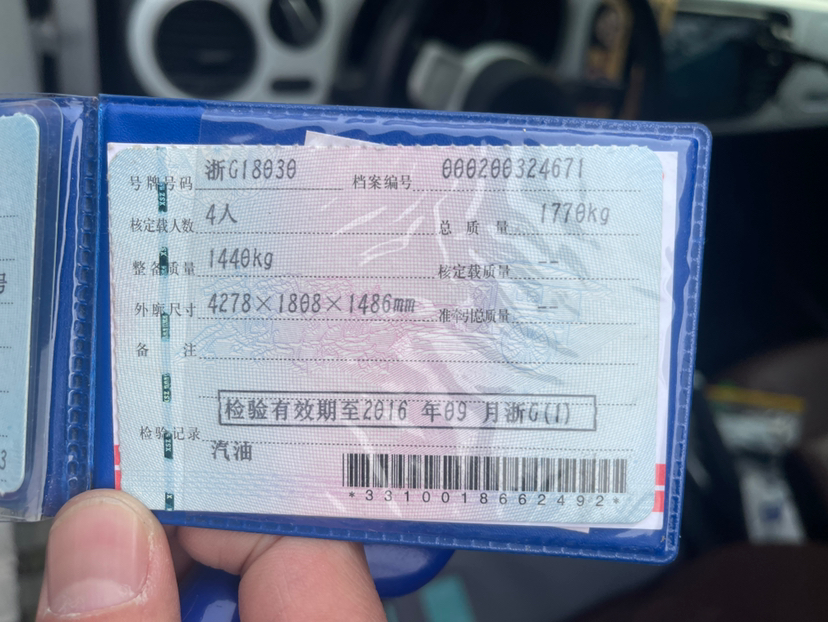 号牌号码 浙G18030 档案编号 000200324671
核定载人数 4人 总质量 1770kg
整备质量 1440kg 核定载质量 --
外廓尺寸 4278×1808×1486mm 准牵引总质量 --
备注
检验记录 检验有效期至2016 年09 月浙G(1)
汽油
*3310018662492*
号
3